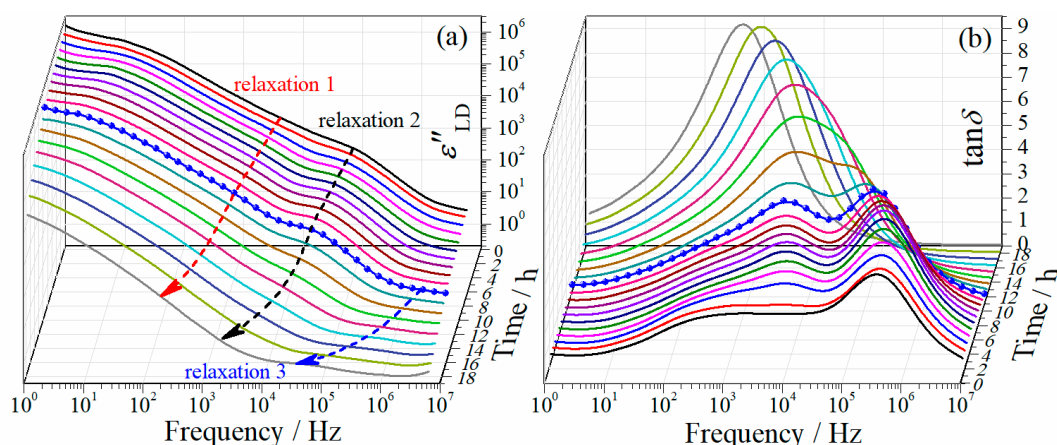 (a)
relaxation 1
relaxation 2
relaxation 3
10⁶
10⁵
10⁴
10³
10²
10¹
10⁰
ε″LD
0
2
4
6
8
10
12
14
16
18
Time / h
10⁰ 10¹ 10² 10³ 10⁴ 10⁵ 10⁶ 10⁷
Frequency / Hz
(b)
9
8
7
6
5
4
3
2
1
0
tanδ
18
16
14
12
10
8
6
4
2
0
Time / h
10⁰ 10¹ 10² 10³ 10⁴ 10⁵ 10⁶ 10⁷
Frequency / Hz